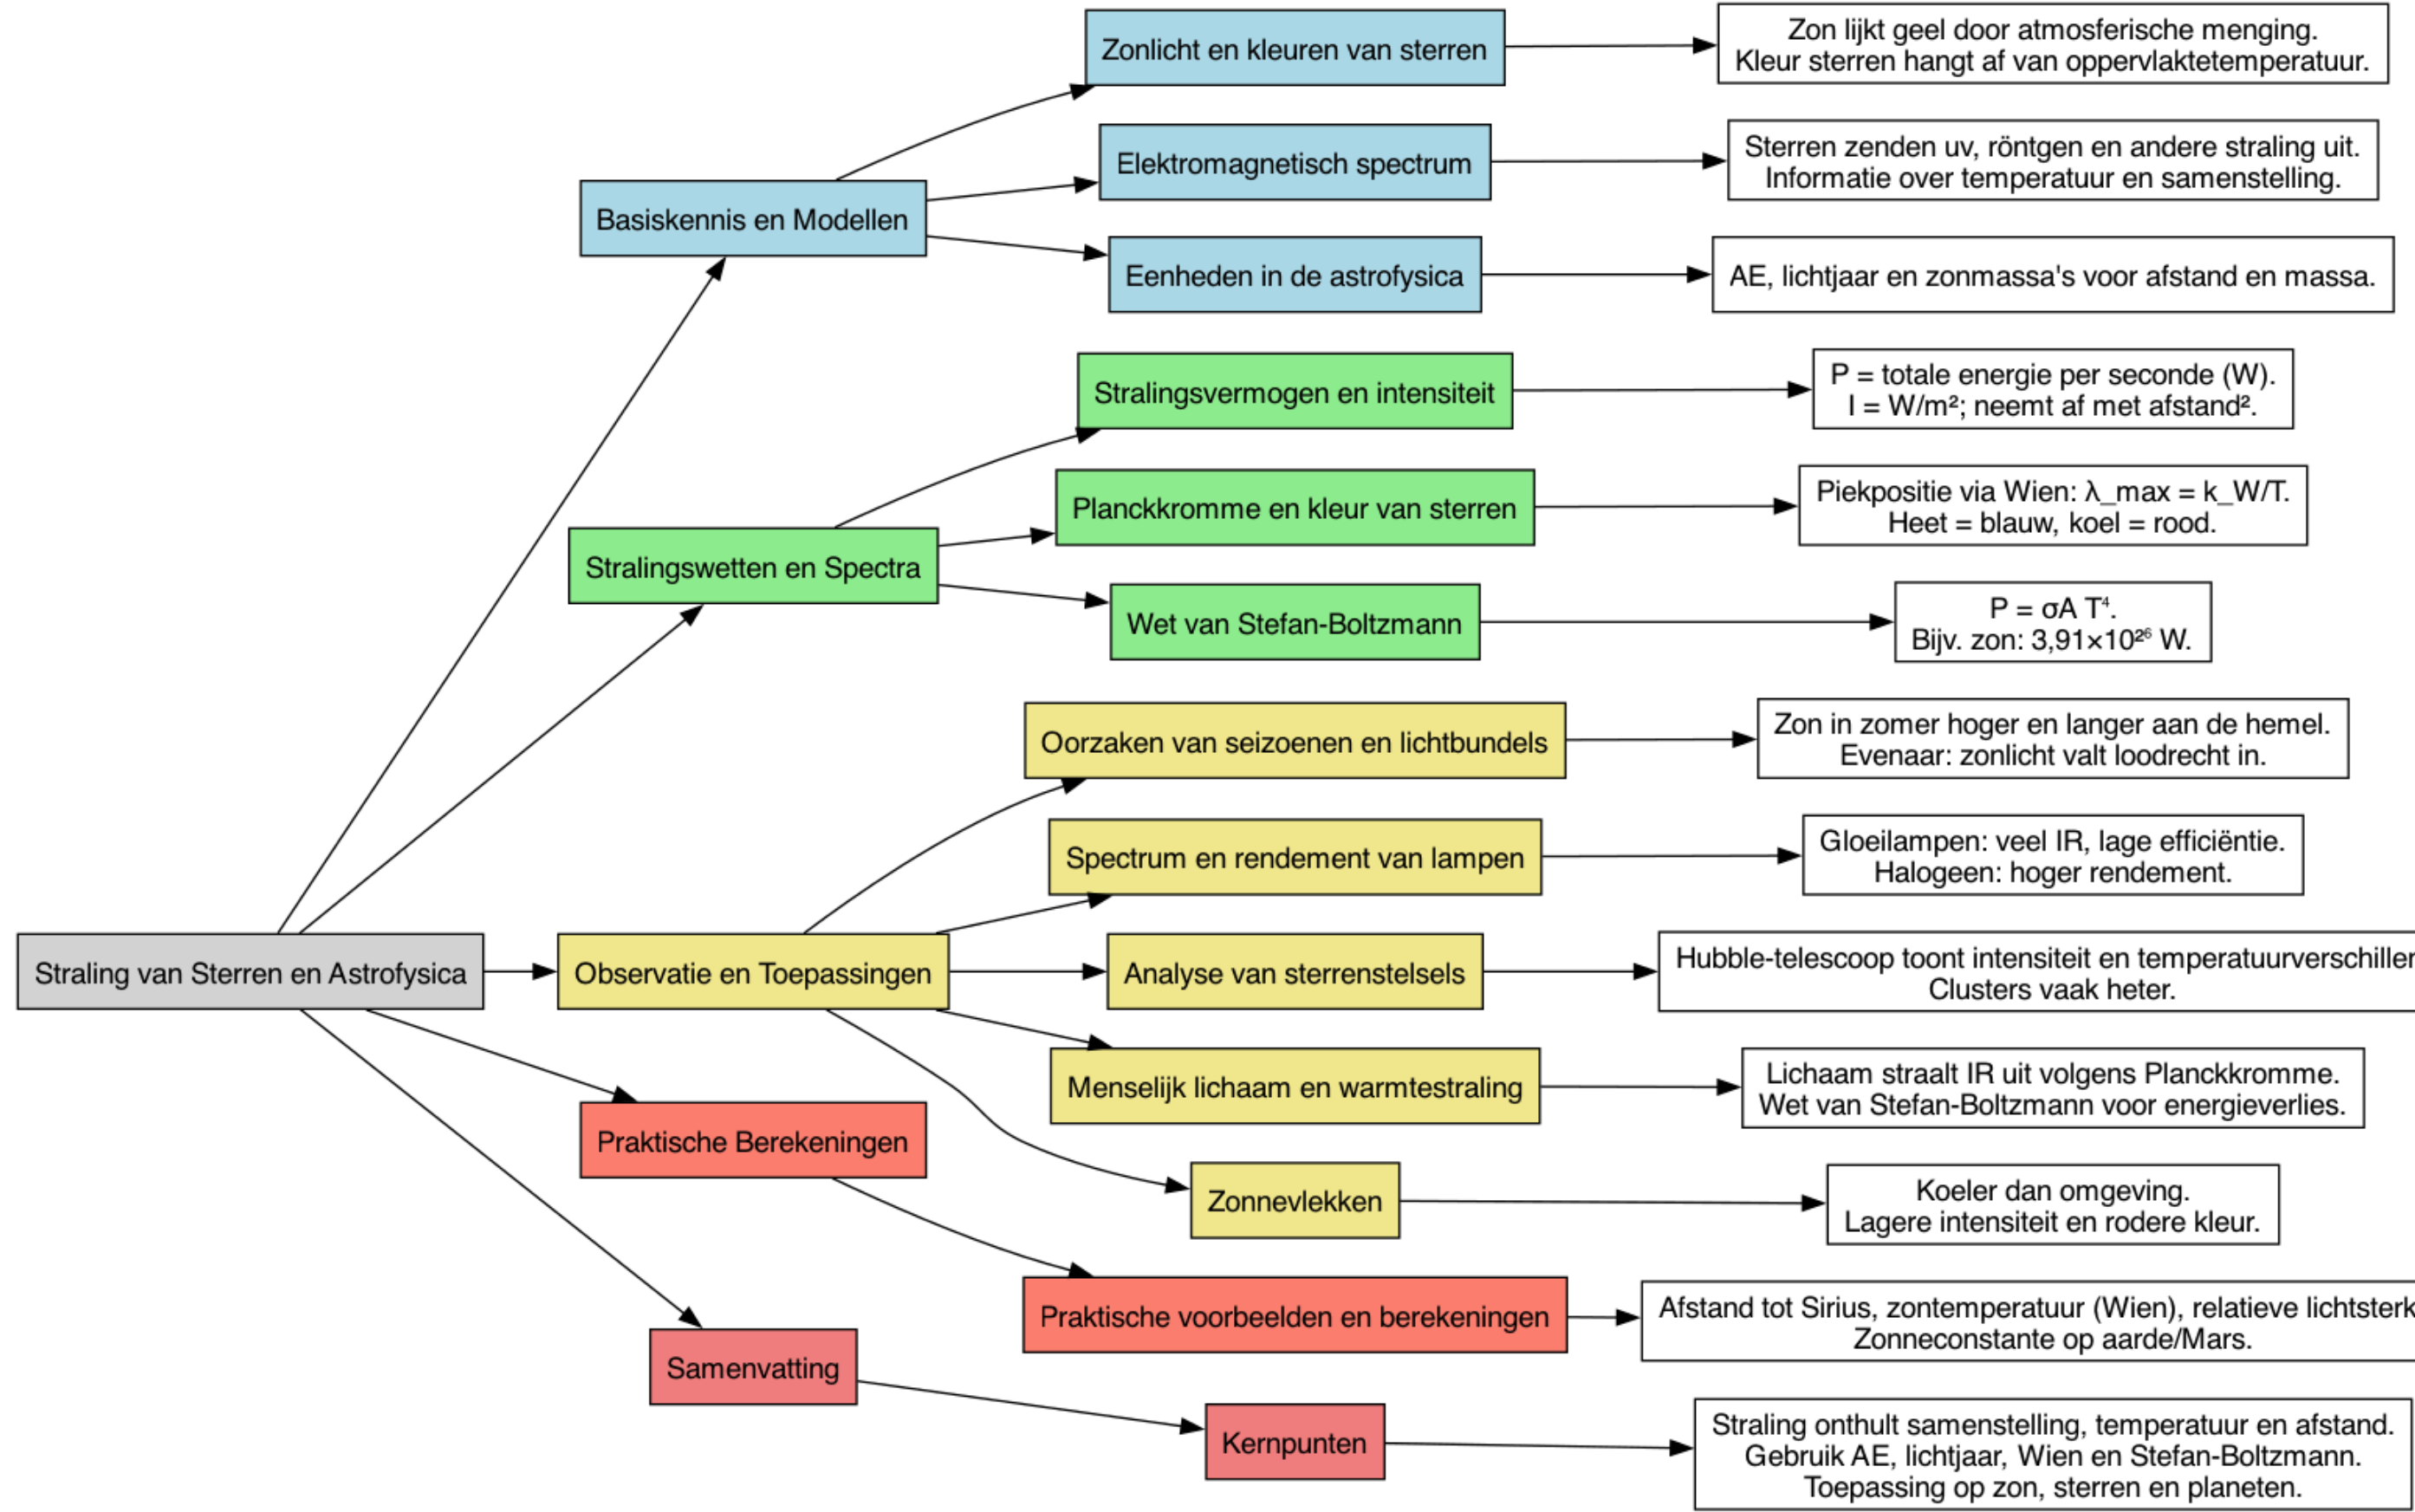 Straling van Sterren en Astrofysica
Basiskennis en Modellen
Zonlicht en kleuren van sterren
Zon lijkt geel door atmosferische menging.
Kleur sterren hangt af van oppervlaktetemperatuur.
Elektromagnetisch spectrum
Sterren zenden uv, röntgen en andere straling uit.
Informatie over temperatuur en samenstelling.
Eenheden in de astrofysica
AE, lichtjaar en zonmassa's voor afstand en massa.
Stralingswetten en Spectra
Stralingsvermogen en intensiteit
P = totale energie per seconde (W).
I = W/m²; neemt af met afstand².
Planckkromme en kleur van sterren
Piekpositie via Wien: λ_max = k_W/T.
Heet = blauw, koel = rood.
Wet van Stefan-Boltzmann
P = σA T⁴.
Bijv. zon: 3,91×10²⁶ W.
Observatie en Toepassingen
Oorzaken van seizoenen en lichtbundels
Zon in zomer hoger en langer aan de hemel.
Evenaar: zonlicht valt loodrecht in.
Spectrum en rendement van lampen
Gloeilampen: veel IR, lage efficiëntie.
Halogeen: hoger rendement.
Analyse van sterrenstelsels
Hubble-telescoop toont intensiteit en
Clusters vaak heter.
Menselijk lichaam en warmtestraling
Lichaam straalt IR uit volgens Planckkromme.
Wet van Stefan-Boltzmann voor energieverlies.
Zonnevlekken
Koeler dan omgeving.
Lagere intensiteit en rodere kleur.
Praktische Berekeningen
Praktische voorbeelden en berekeningen
Afstand tot Sirius, zontemperatuur (Wien), relatieve
Zonneconstante op aarde/Mars.
Samenvatting
Kernpunten
Straling onthult samenstelling, temperatuur en afstand.
Gebruik AE, lichtjaar, Wien en Stefan-Boltzmann.
Toepassing op zon, sterren en planeten.